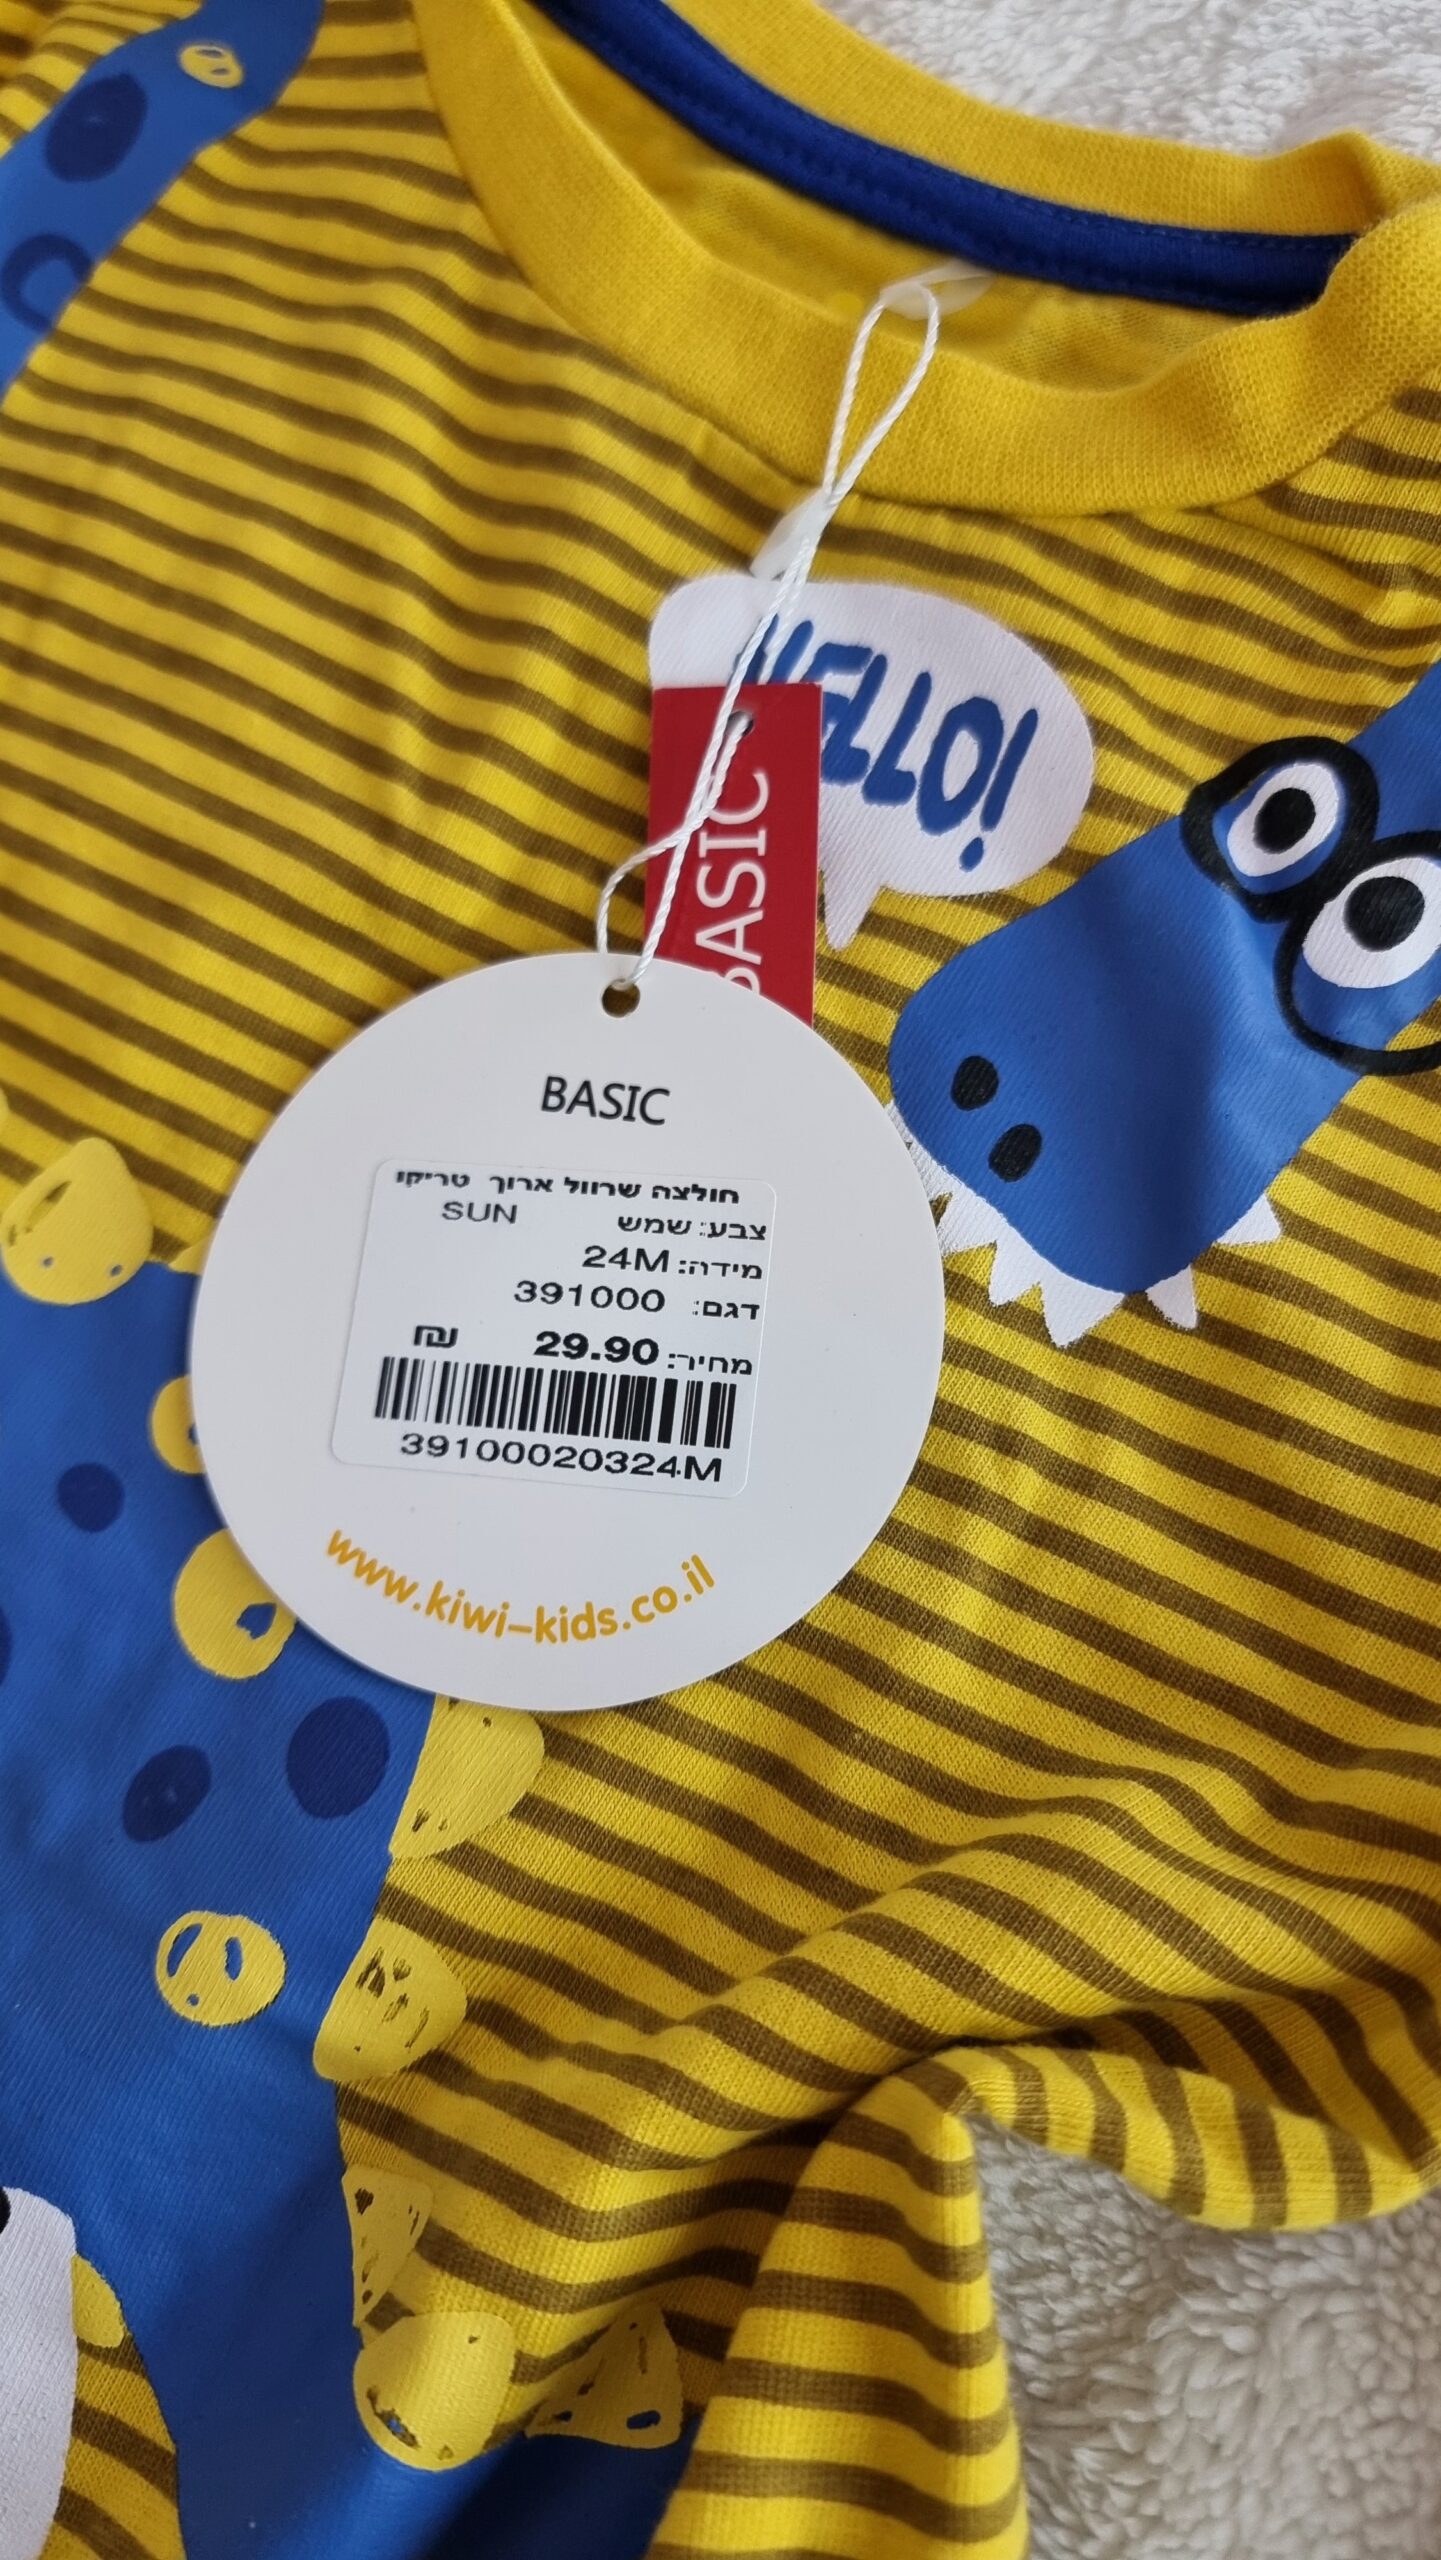 HELLO!
BASIC
BASIC
חולצה שרוול ארוך טריקו
צבע: שמש SUN
מידה: 24M
דגם: 391000
מחיר: 29.90 ₪
39100020324M
www.kiwi-kids.co.il